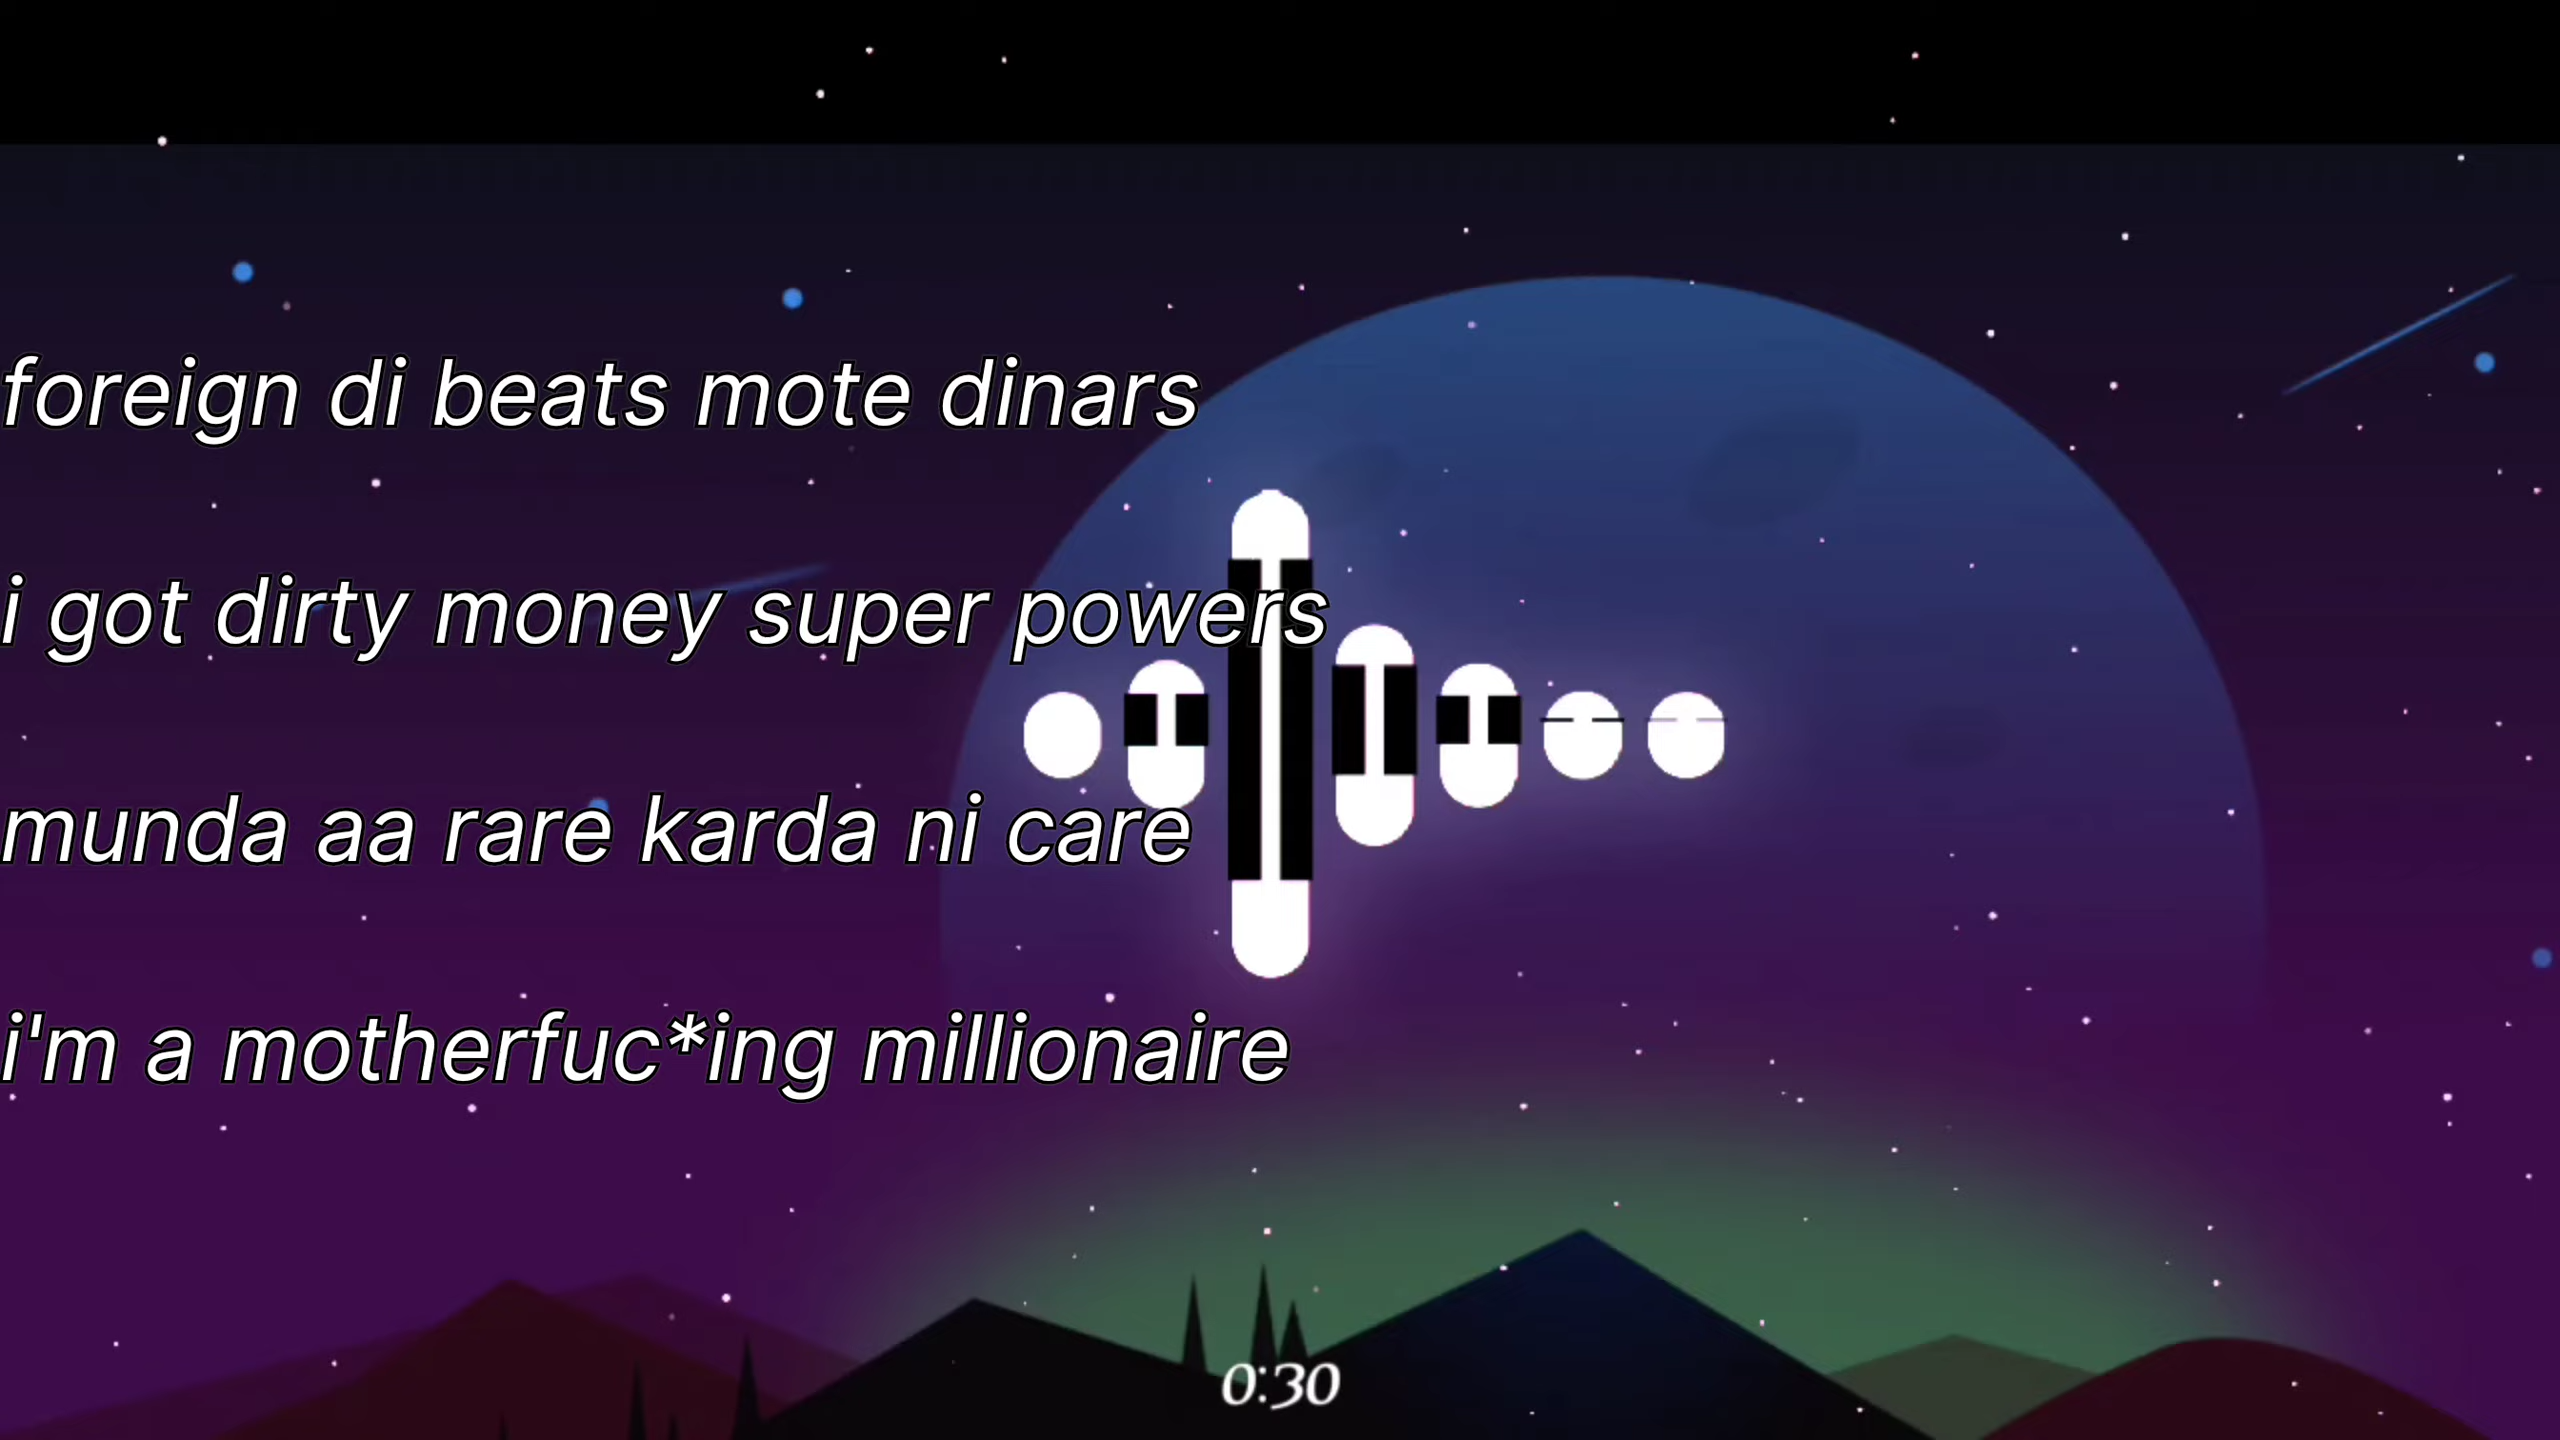 foreign di beats mote dinars
i got dirty money super powers
munda aa rare karda ni care
i'm a motherfuc*ing millionaire
0:30